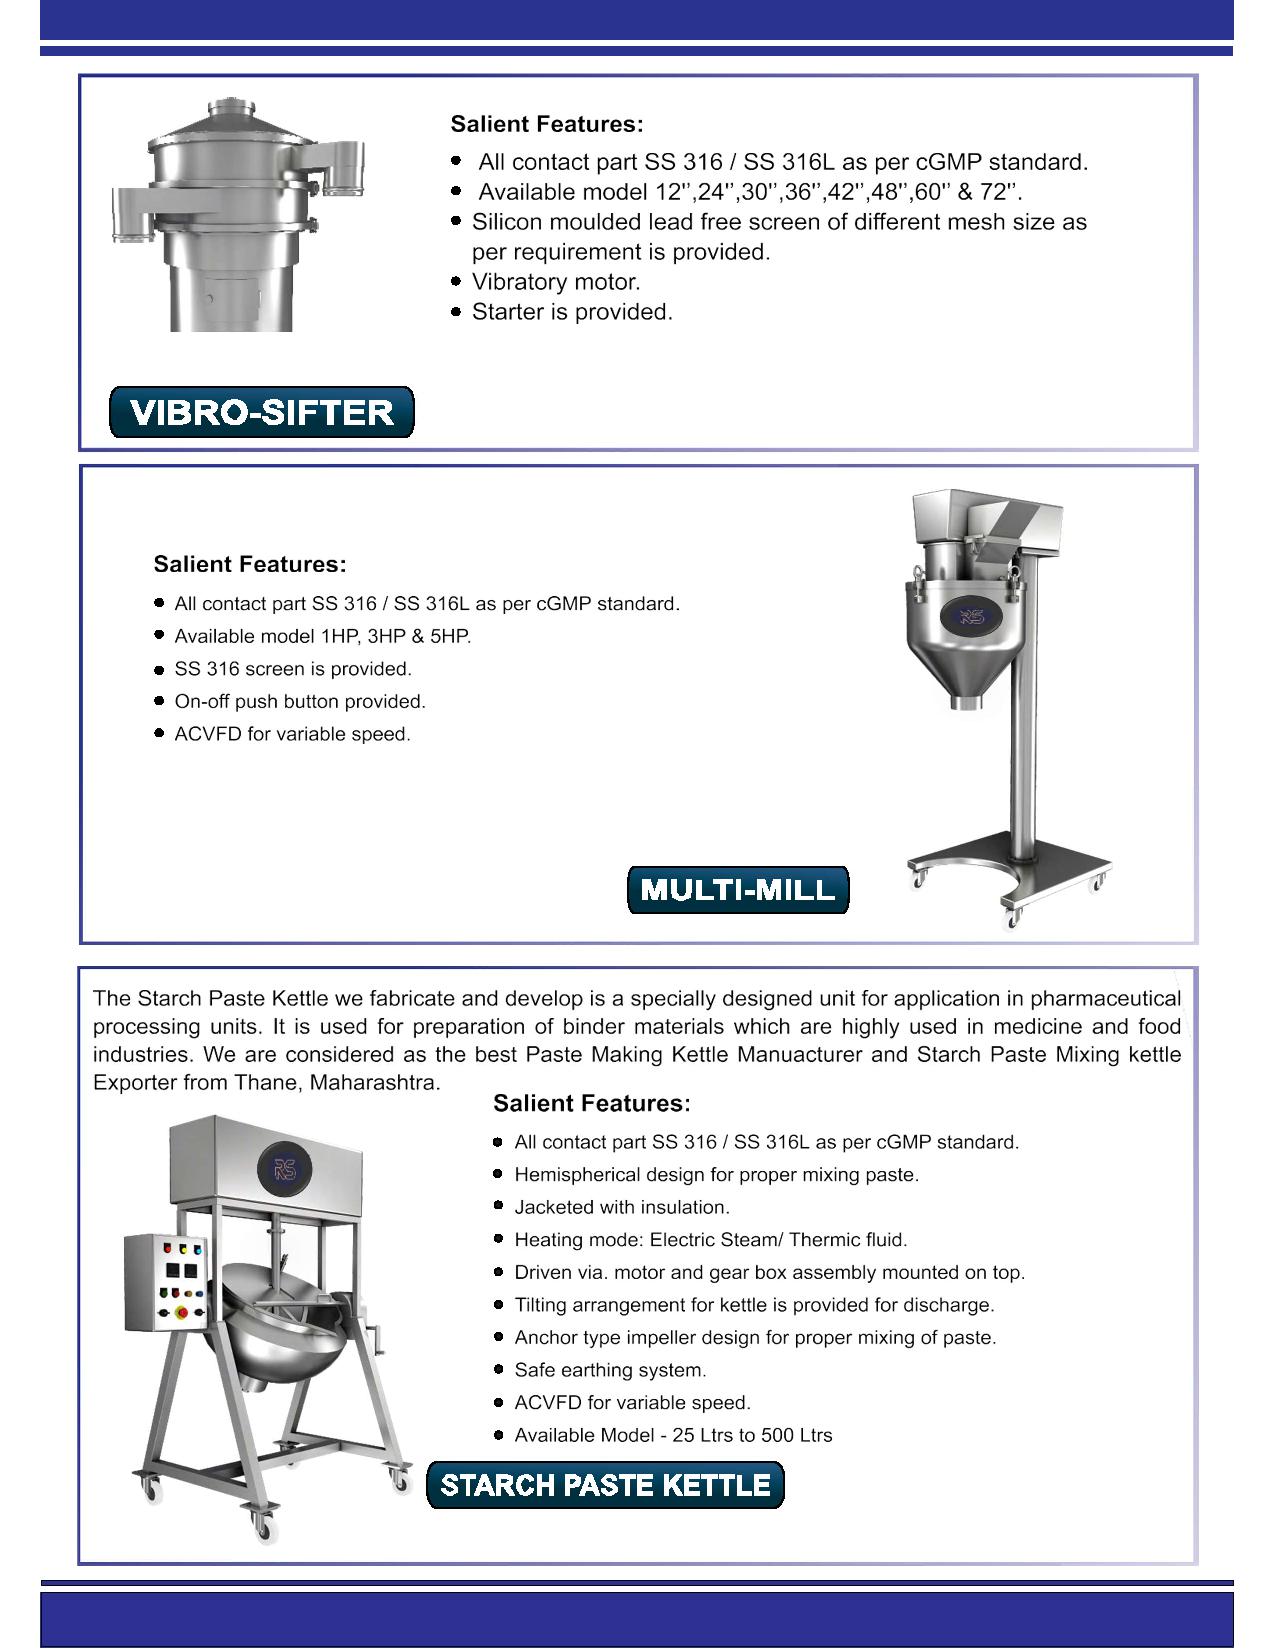 Salient Features:
● All contact part SS 316 / SS 316L as per cGMP standard.
● Available model 12'',24'',30'',36'',42'',48'',60'' & 72''.
● Silicon moulded lead free screen of different mesh size as
per requirement is provided.
● Vibratory motor.
● Starter is provided.
VIBRO-SIFTER
Salient Features:
● All contact part SS 316 / SS 316L as per cGMP standard.
● Available model 1HP, 3HP & 5HP.
● SS 316 screen is provided.
● On-off push button provided.
● ACVFD for variable speed.
RS
MULTI-MILL
The Starch Paste Kettle we fabricate and develop is a specially designed unit for application in pharmaceutical
processing units. It is used for preparation of binder materials which are highly used in medicine and food
industries. We are considered as the best Paste Making Kettle Manuacturer and Starch Paste Mixing kettle
Exporter from Thane, Maharashtra.
Salient Features:
● All contact part SS 316 / SS 316L as per cGMP standard.
● Hemispherical design for proper mixing paste.
● Jacketed with insulation.
● Heating mode: Electric Steam/ Thermic fluid.
● Driven via. motor and gear box assembly mounted on top.
● Tilting arrangement for kettle is provided for discharge.
● Anchor type impeller design for proper mixing of paste.
● Safe earthing system.
● ACVFD for variable speed.
● Available Model - 25 Ltrs to 500 Ltrs
RS
STARCH PASTE KETTLE